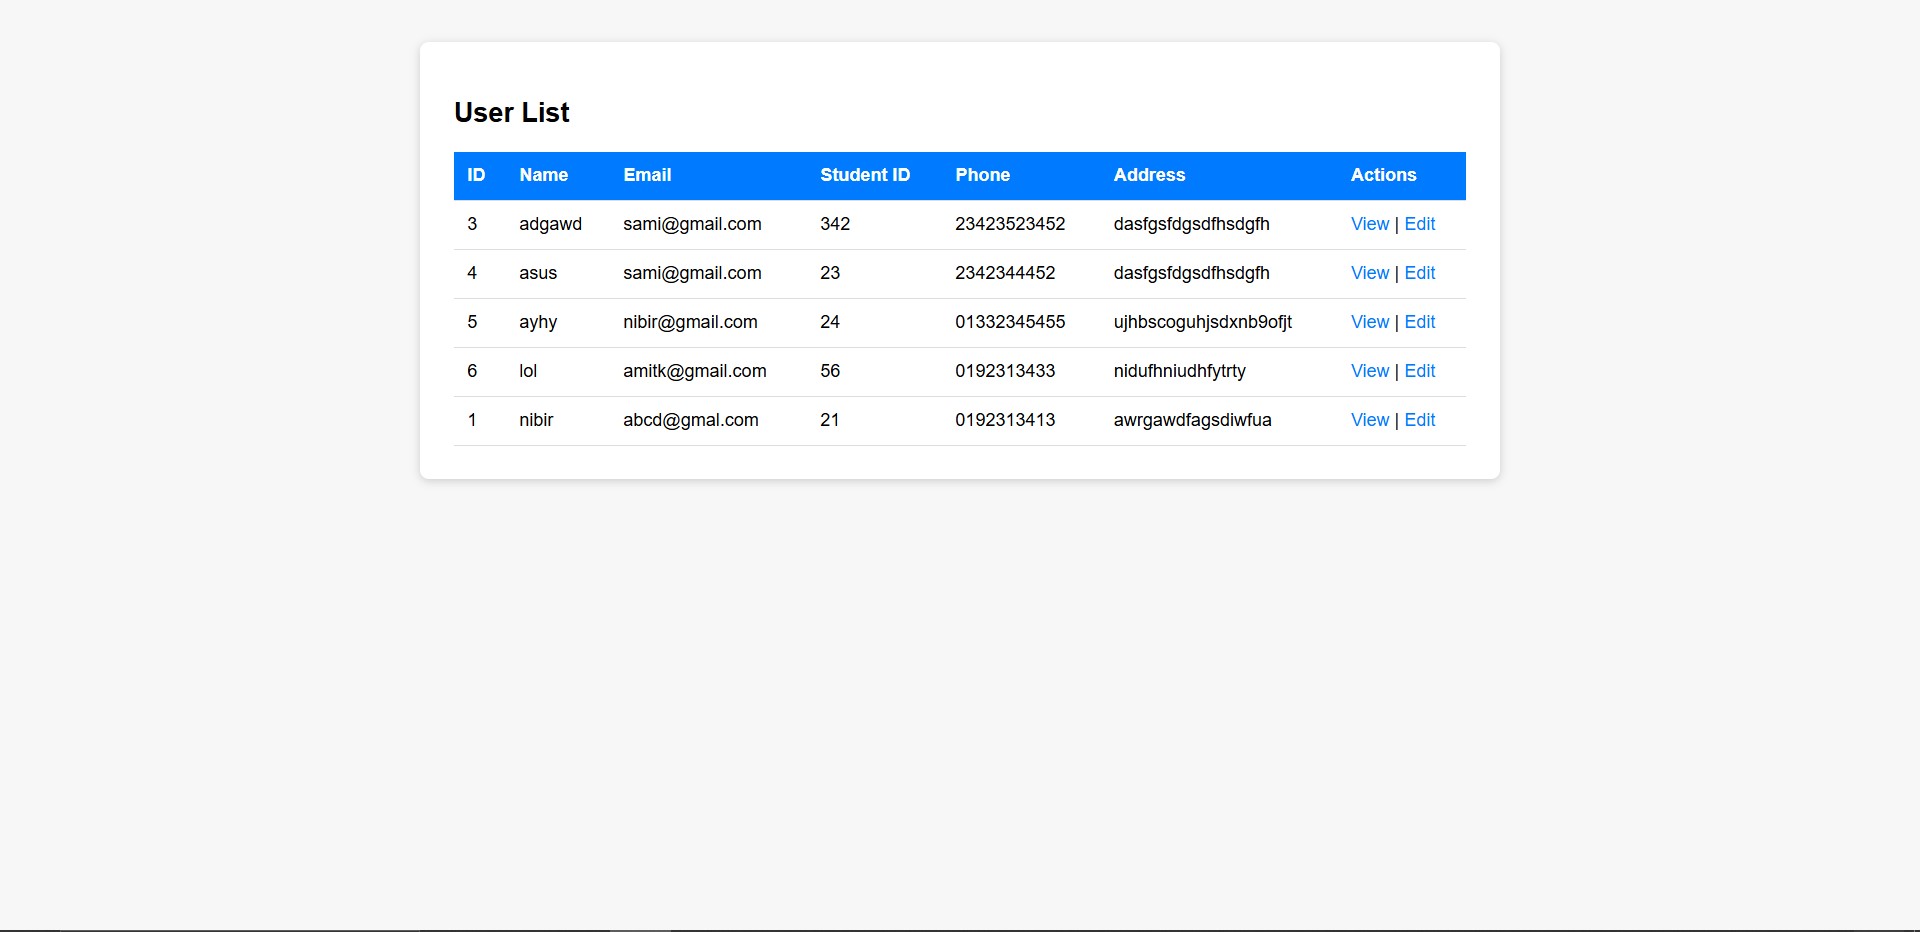 User List
ID Name Email Student ID Phone Address Actions
3 adgawd sami@gmail.com 342 23423523452 dasfgsfdgsdfhsdgfh View | Edit
4 asus sami@gmail.com 23 2342344452 dasfgsfdgsdfhsdgfh View | Edit
5 ayhy nibir@gmail.com 24 01332345455 ujhbscoguhjsdxnb9ofjt View | Edit
6 lol amitk@gmail.com 56 0192313433 nidufhniudhfytrty View | Edit
1 nibir abcd@gmal.com 21 0192313413 awrgawdfagsdiwfua View | Edit